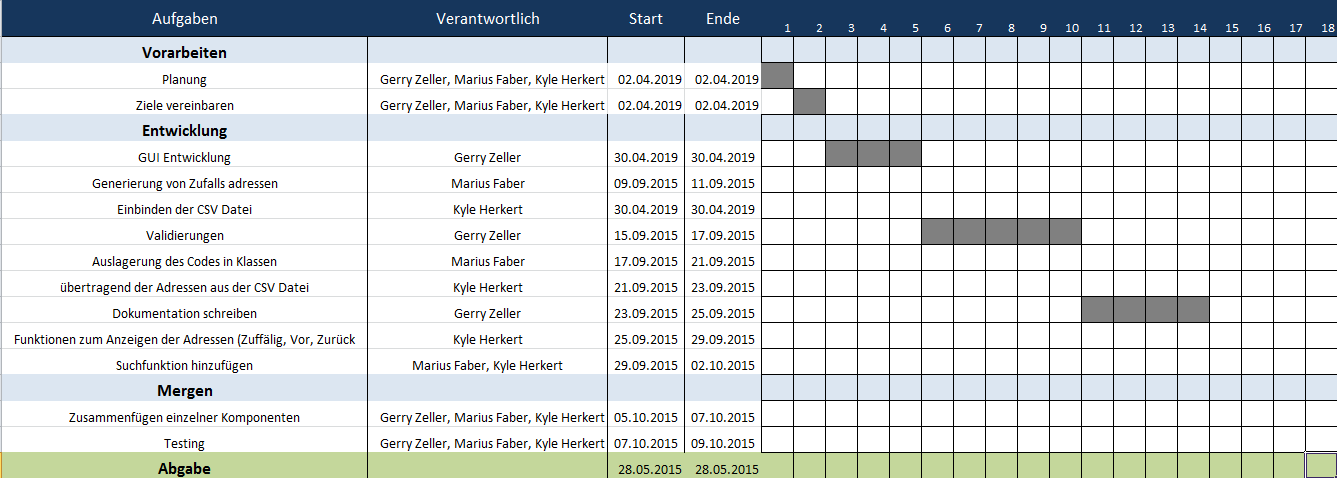 Aufgaben Verantwortlich Start Ende 1 2 3 4 5 6 7 8 9 10 11 12 13 14 15 16 17 18
Vorarbeiten
Planung Gerry Zeller, Marius Faber, Kyle Herkert 02.04.2019 02.04.2019
Ziele vereinbaren Gerry Zeller, Marius Faber, Kyle Herkert 02.04.2019 02.04.2019
Entwicklung
GUI Entwicklung Gerry Zeller 30.04.2019 30.04.2019
Generierung von Zufalls adressen Marius Faber 09.09.2015 11.09.2015
Einbinden der CSV Datei Kyle Herkert 30.04.2019 30.04.2019
Validierungen Gerry Zeller 15.09.2015 17.09.2015
Auslagerung des Codes in Klassen Marius Faber 17.09.2015 21.09.2015
übertragend der Adressen aus der CSV Datei Kyle Herkert 21.09.2015 23.09.2015
Dokumentation schreiben Gerry Zeller 23.09.2015 25.09.2015
Funktionen zum Anzeigen der Adressen (Zuffälig, Vor, Zurück Kyle Herkert 25.09.2015 29.09.2015
Suchfunktion hinzufügen Marius Faber, Kyle Herkert 29.09.2015 02.10.2015
Mergen
Zusammenfügen einzelner Komponenten Gerry Zeller, Marius Faber, Kyle Herkert 05.10.2015 07.10.2015
Testing Gerry Zeller, Marius Faber, Kyle Herkert 07.10.2015 09.10.2015
Abgabe 28.05.2015 28.05.2015